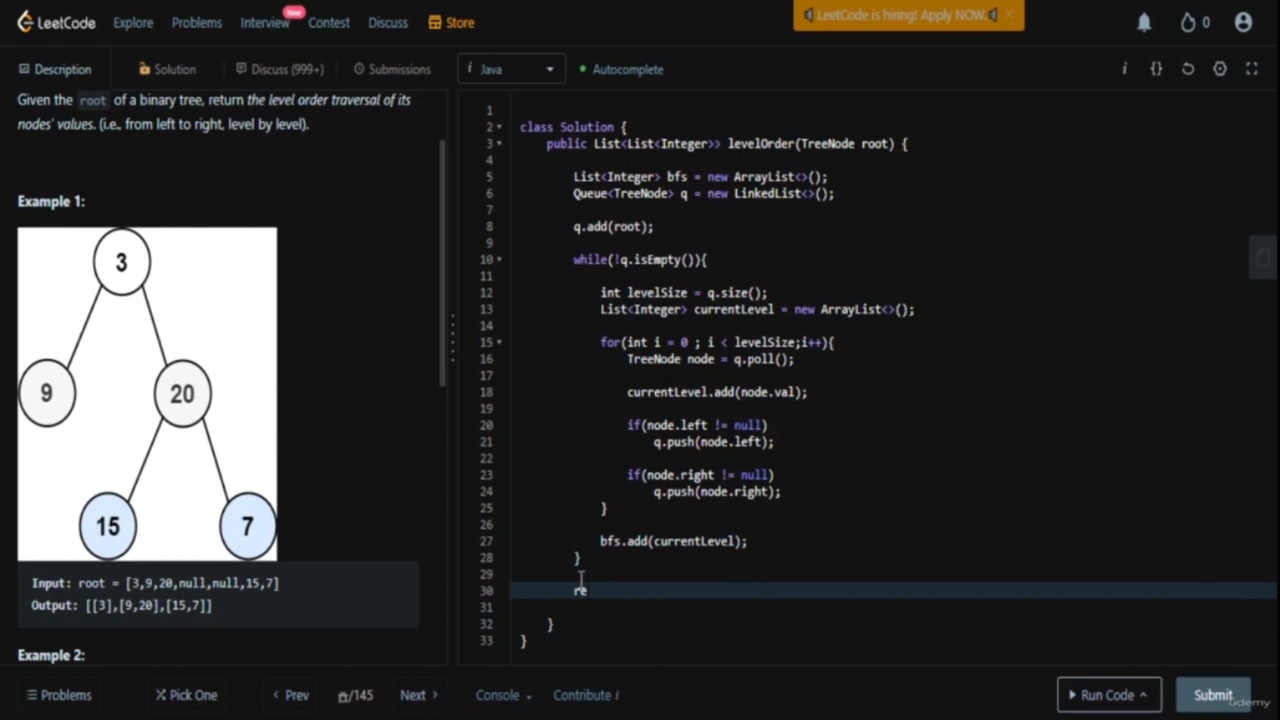 LeetCode Explore Problems Interview New Contest Discuss Store LeetCode is hiring! Apply NOW. 0
Description Solution Discuss (999+) Submissions
i Java Autocomplete i {}
Given the root of a binary tree, return the level order traversal of its
nodes' values. (i.e., from left to right, level by level).
Example 1:
3
9 20
15 7
Input: root = [3,9,20,null,null,15,7]
Output: [[3],[9,20],[15,7]]
Example 2:
1
2 class Solution {
3 public List<List<Integer>> levelOrder(TreeNode root) {
4
5 List<Integer> bfs = new ArrayList<>();
6 Queue<TreeNode> q = new LinkedList<>();
7
8 q.add(root);
9
10 while(!q.isEmpty()){
11
12 int levelSize = q.size();
13 List<Integer> currentLevel = new ArrayList<>();
14
15 for(int i = 0 ; i < levelSize;i++){
16 TreeNode node = q.poll();
17
18 currentLevel.add(node.val);
19
20 if(node.left != null)
21 q.push(node.left);
22
23 if(node.right != null)
24 q.push(node.right);
25 }
26
27 bfs.add(currentLevel);
28 }
29
30 re
31
32 }
33 }
Problems Pick One Prev /145 Next Console Contribute i Run Code Submit
udemy